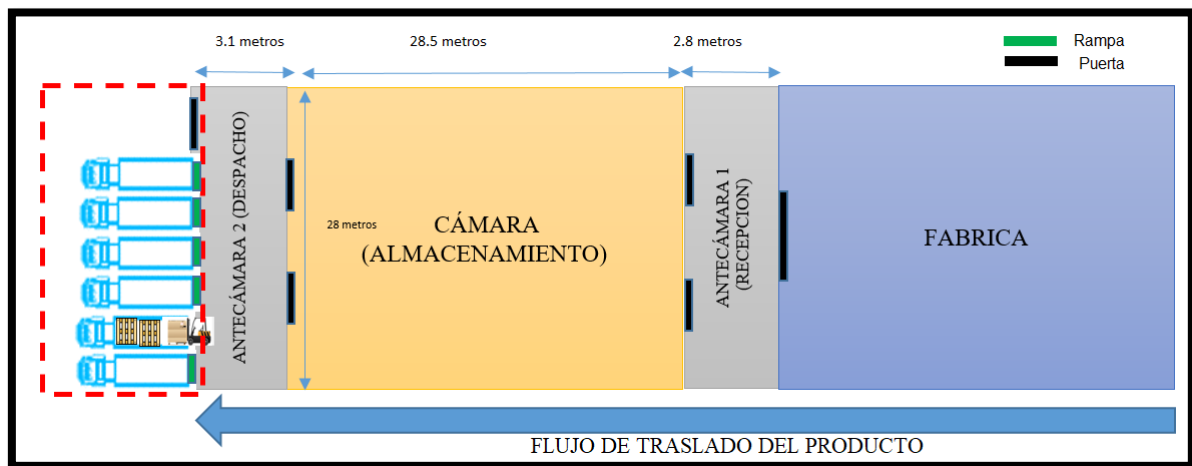 3.1 metros
28.5 metros
2.8 metros
Rampa
Puerta
ANTECÁMARA 2 (DESPACHO)
28 metros
CÁMARA
(ALMACENAMIENTO)
ANTECÁMARA 1
(RECEPCION)
FABRICA
FLUJO DE TRASLADO DEL PRODUCTO